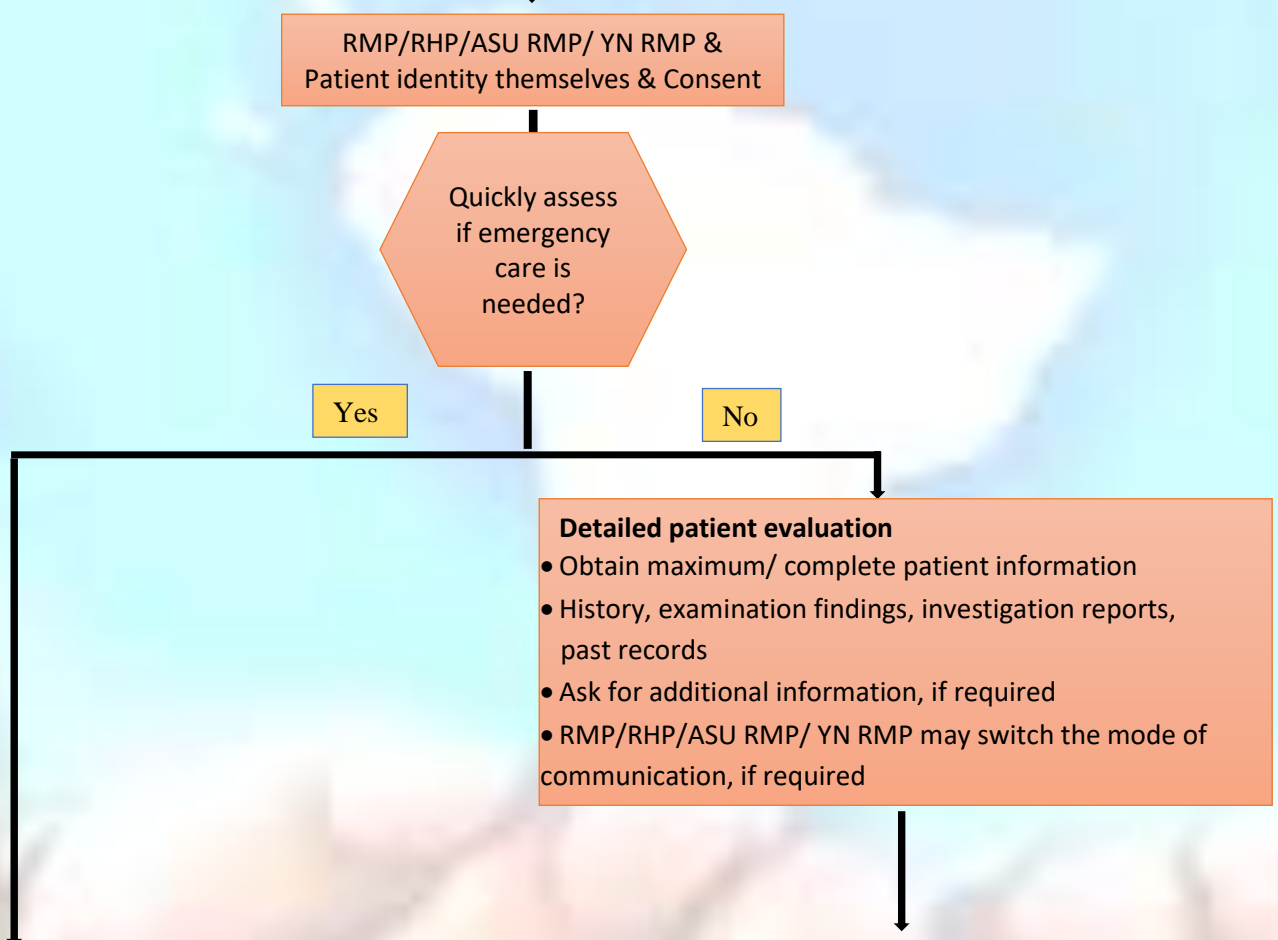 RMP/RHP/ASU RMP/ YN RMP &
Patient identity themselves & Consent
Quickly assess
if emergency
care is
needed?
Yes
No
Detailed patient evaluation
• Obtain maximum/ complete patient information
• History, examination findings, investigation reports,
past records
• Ask for additional information, if required
• RMP/RHP/ASU RMP/ YN RMP may switch the mode of
communication, if required